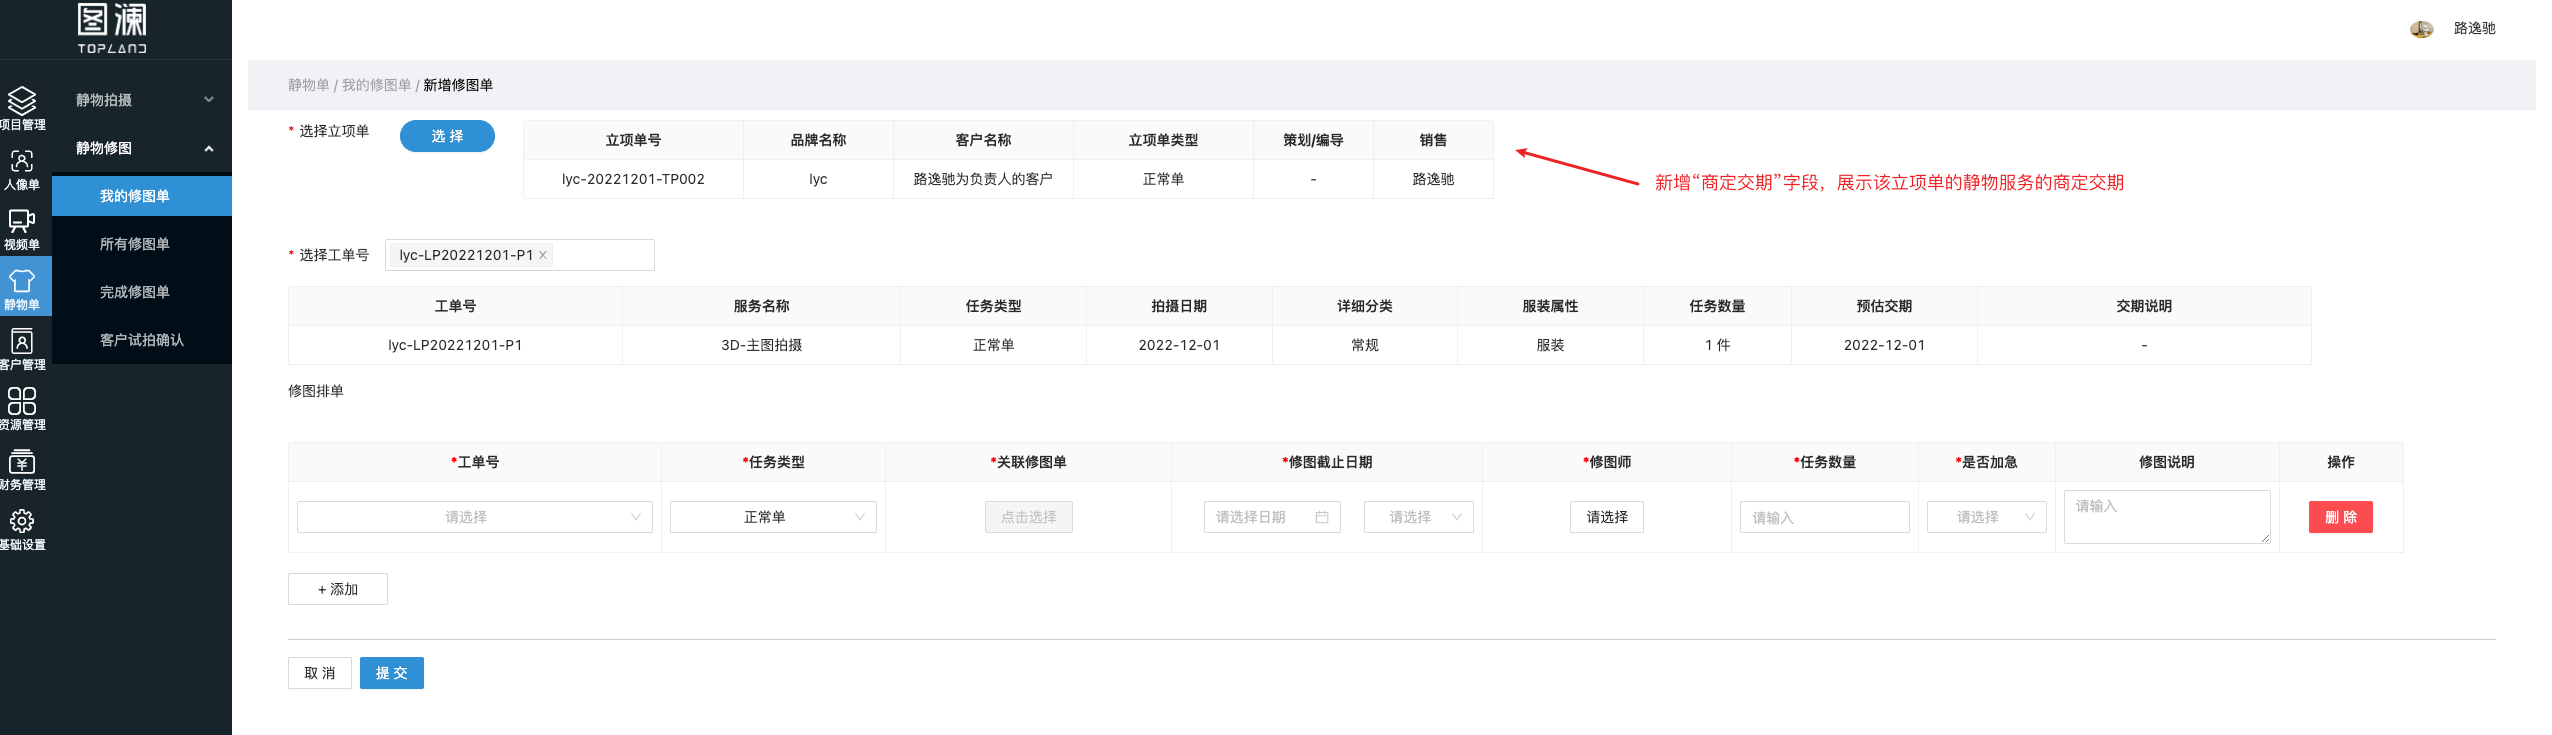 图澜
TOPLAND
路逸驰
项目管理
人像单
视频单
静物单
客户管理
资源管理
财务管理
基础设置
静物拍摄
静物修图
我的修图单
所有修图单
完成修图单
客户试拍确认
静物单 / 我的修图单 / 新增修图单
* 选择立项单 选 择
立项单号 品牌名称 客户名称 立项单类型 策划/编导 销售
lyc-20221201-TP002 lyc 路逸驰为负责人的客户 正常单 - 路逸驰
新增“商定交期”字段，展示该立项单的静物服务的商定交期
* 选择工单号 lyc-LP20221201-P1
工单号 服务名称 任务类型 拍摄日期 详细分类 服装属性 任务数量 预估交期 交期说明
lyc-LP20221201-P1 3D-主图拍摄 正常单 2022-12-01 常规 服装 1 件 2022-12-01 -
修图排单
*工单号 *任务类型 *关联修图单 *修图截止日期 *修图师 *任务数量 *是否加急 修图说明 操作
请选择 正常单 点击选择 请选择日期 请选择 请选择 请输入 请选择 请输入 删 除
+ 添加
取 消 提 交